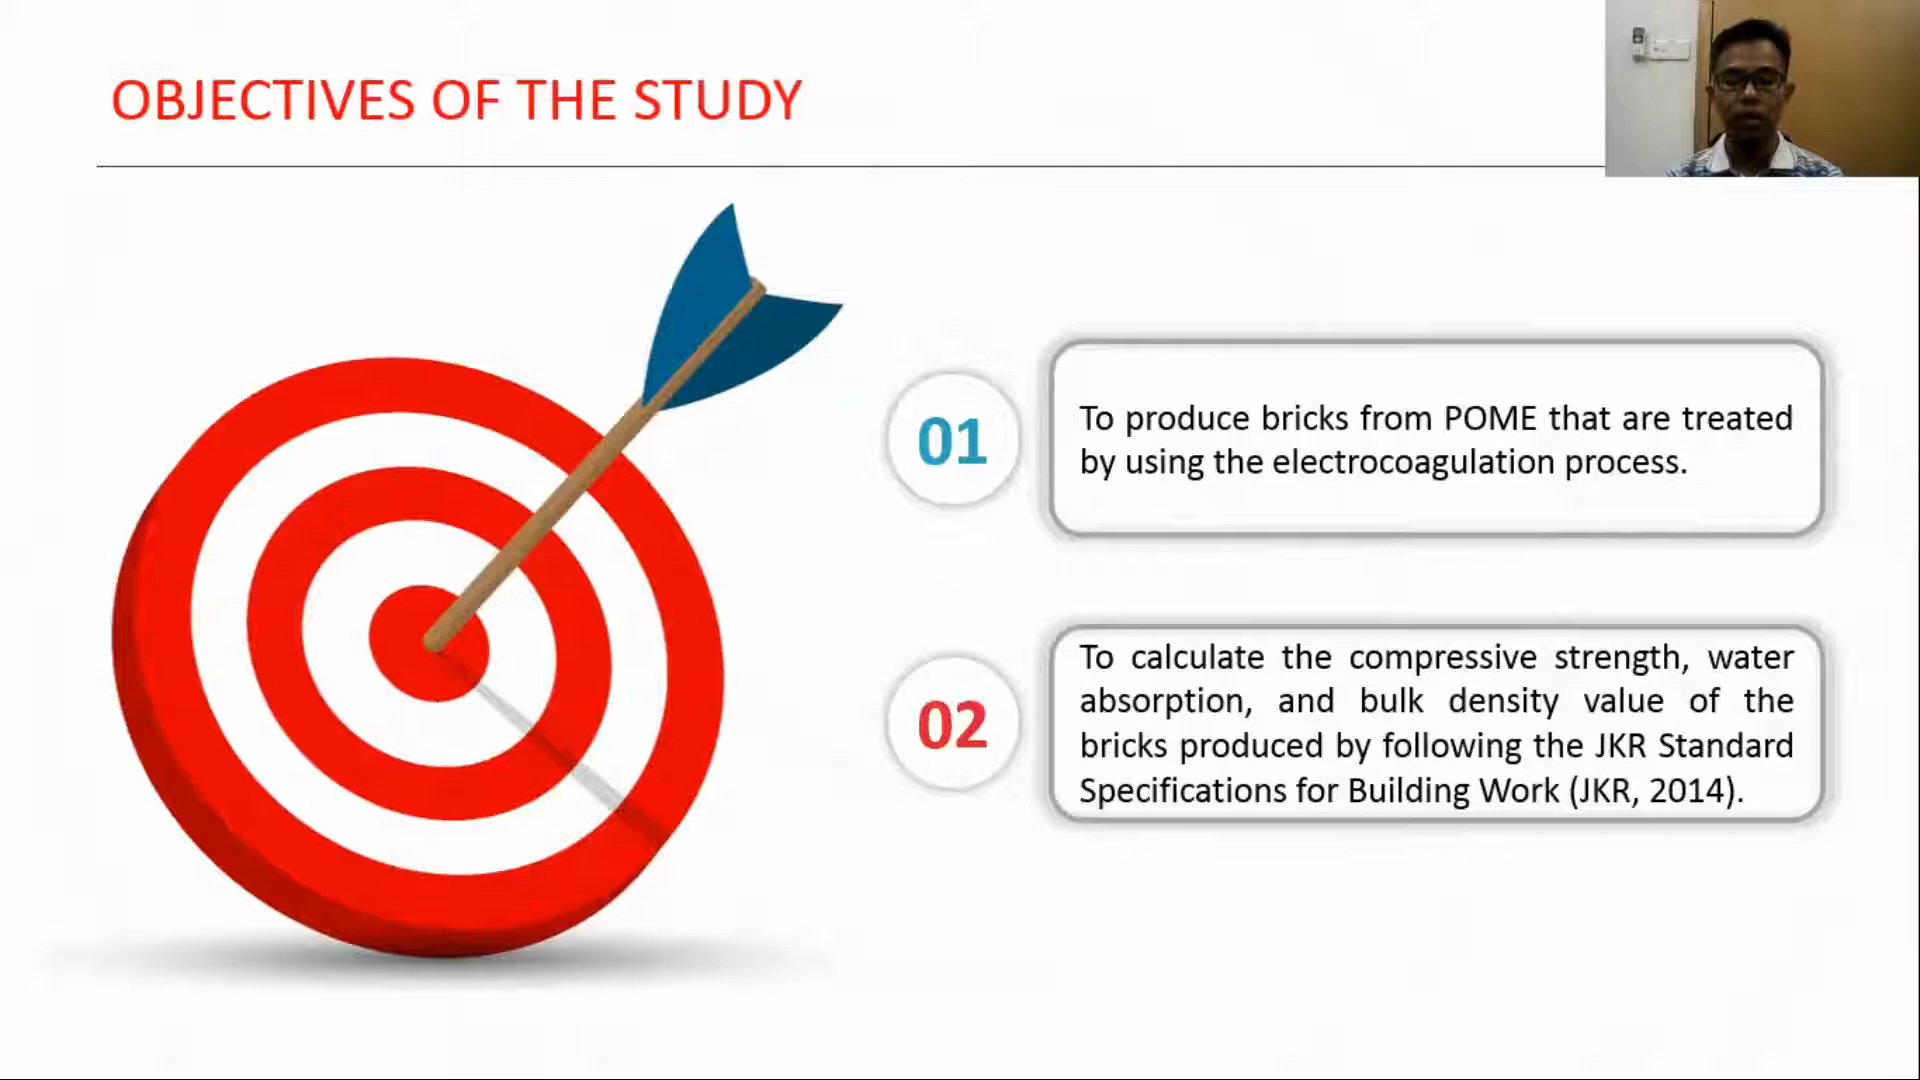 OBJECTIVES OF THE STUDY
01
To produce bricks from POME that are treated
by using the electrocoagulation process.
02
To calculate the compressive strength, water
absorption, and bulk density value of the
bricks produced by following the JKR Standard
Specifications for Building Work (JKR, 2014).